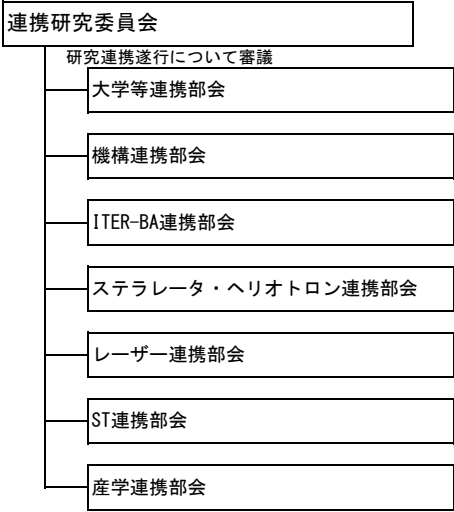 連携研究委員会
研究連携遂行について審議
大学等連携部会
機構連携部会
ITER-BA連携部会
ステラレータ・ヘリオトロン連携部会
レーザー連携部会
ST連携部会
産学連携部会